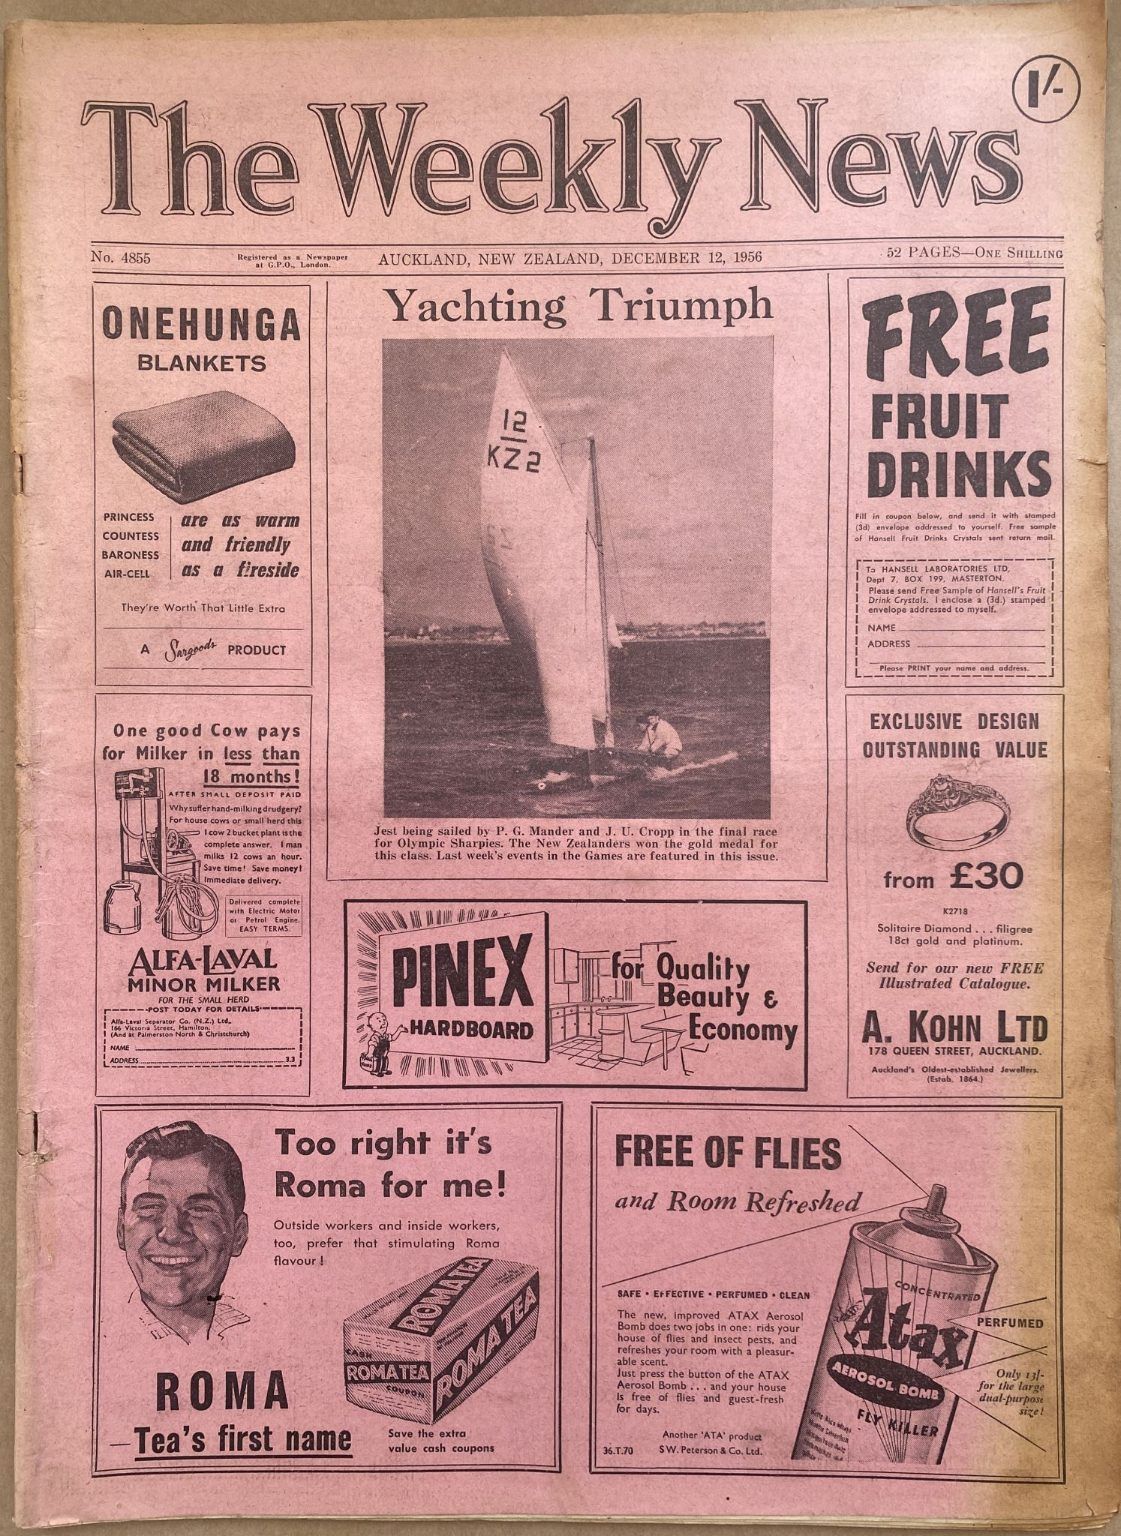 1/-
The Weekly News
No. 4855
Registered as a Newspaper
at G.P.O., London.
AUCKLAND, NEW ZEALAND, DECEMBER 12, 1956
52 PAGES—ONE SHILLING
ONEHUNGA
BLANKETS
PRINCESS
COUNTESS
BARONESS
AIR-CELL
are as warm
and friendly
as a fireside
They're Worth That Little Extra
A Sargoods PRODUCT
One good Cow pays
for Milker in less than
18 months!
AFTER SMALL DEPOSIT PAID
Why suffer hand-milking drudgery?
For house cows or small herd this
1 cow 2 bucket plant is the
complete answer. 1 man
milks 12 cows an hour.
Save time! Save money!
Immediate delivery.
Delivered complete
with Electric Motor
or Petrol Engine.
EASY TERMS.
ALFA-LAVAL
MINOR MILKER
FOR THE SMALL HERD
POST TODAY FOR DETAILS
Alfa-Laval Separator Co. (N.Z.) Ltd.,
166 Victoria Street, Hamilton.
(And at Palmerston North & Christchurch)
NAME
ADDRESS 3.3
Yachting Triumph
12
KZ2
Jest being sailed by P. G. Mander and J. U. Cropp in the final race
for Olympic Sharpies. The New Zealanders won the gold medal for
this class. Last week's events in the Games are featured in this issue.
PINEX
HARDBOARD
for Quality
Beauty &
Economy
FREE
FRUIT
DRINKS
Fill in coupon below, and send it with stamped
(3d) envelope addressed to yourself. Free sample
of Hansell Fruit Drinks Crystals sent return mail.
To HANSELL LABORATORIES LTD,
Dept 7, BOX 199, MASTERTON.
Please send Free Sample of Hansell's Fruit
Drink Crystals. I enclose a (3d.) stamped
envelope addressed to myself.
NAME
ADDRESS
Please PRINT your name and address.
EXCLUSIVE DESIGN
OUTSTANDING VALUE
from £30
K2718
Solitaire Diamond . . . filigree
18ct gold and platinum.
Send for our new FREE
Illustrated Catalogue.
A. KOHN LTD
178 QUEEN STREET, AUCKLAND.
Auckland's Oldest-established Jewellers.
(Estab. 1864.)
Too right it's
Roma for me!
Outside workers and inside workers,
too, prefer that stimulating Roma
flavour!
ROMA TEA
ROMA TEA
CASH
ROMA TEA
COUPON
ROMA
—Tea's first name
Save the extra
value cash coupons
FREE OF FLIES
and Room Refreshed
SAFE • EFFECTIVE • PERFUMED • CLEAN
The new, improved ATAX Aerosol
Bomb does two jobs in one: rids your
house of flies and insect pests, and
refreshes your room with a pleasur-
able scent.
Just press the button of the ATAX
Aerosol Bomb . . . and your house
is free of flies and guest-fresh
for days.
Another 'ATA' product
36.T.70 S.W. Peterson & Co. Ltd.
CONCENTRATED
Atax
AEROSOL BOMB
FLY KILLER
PERFUMED
Only 13/-
for the large
dual-purpose
size!